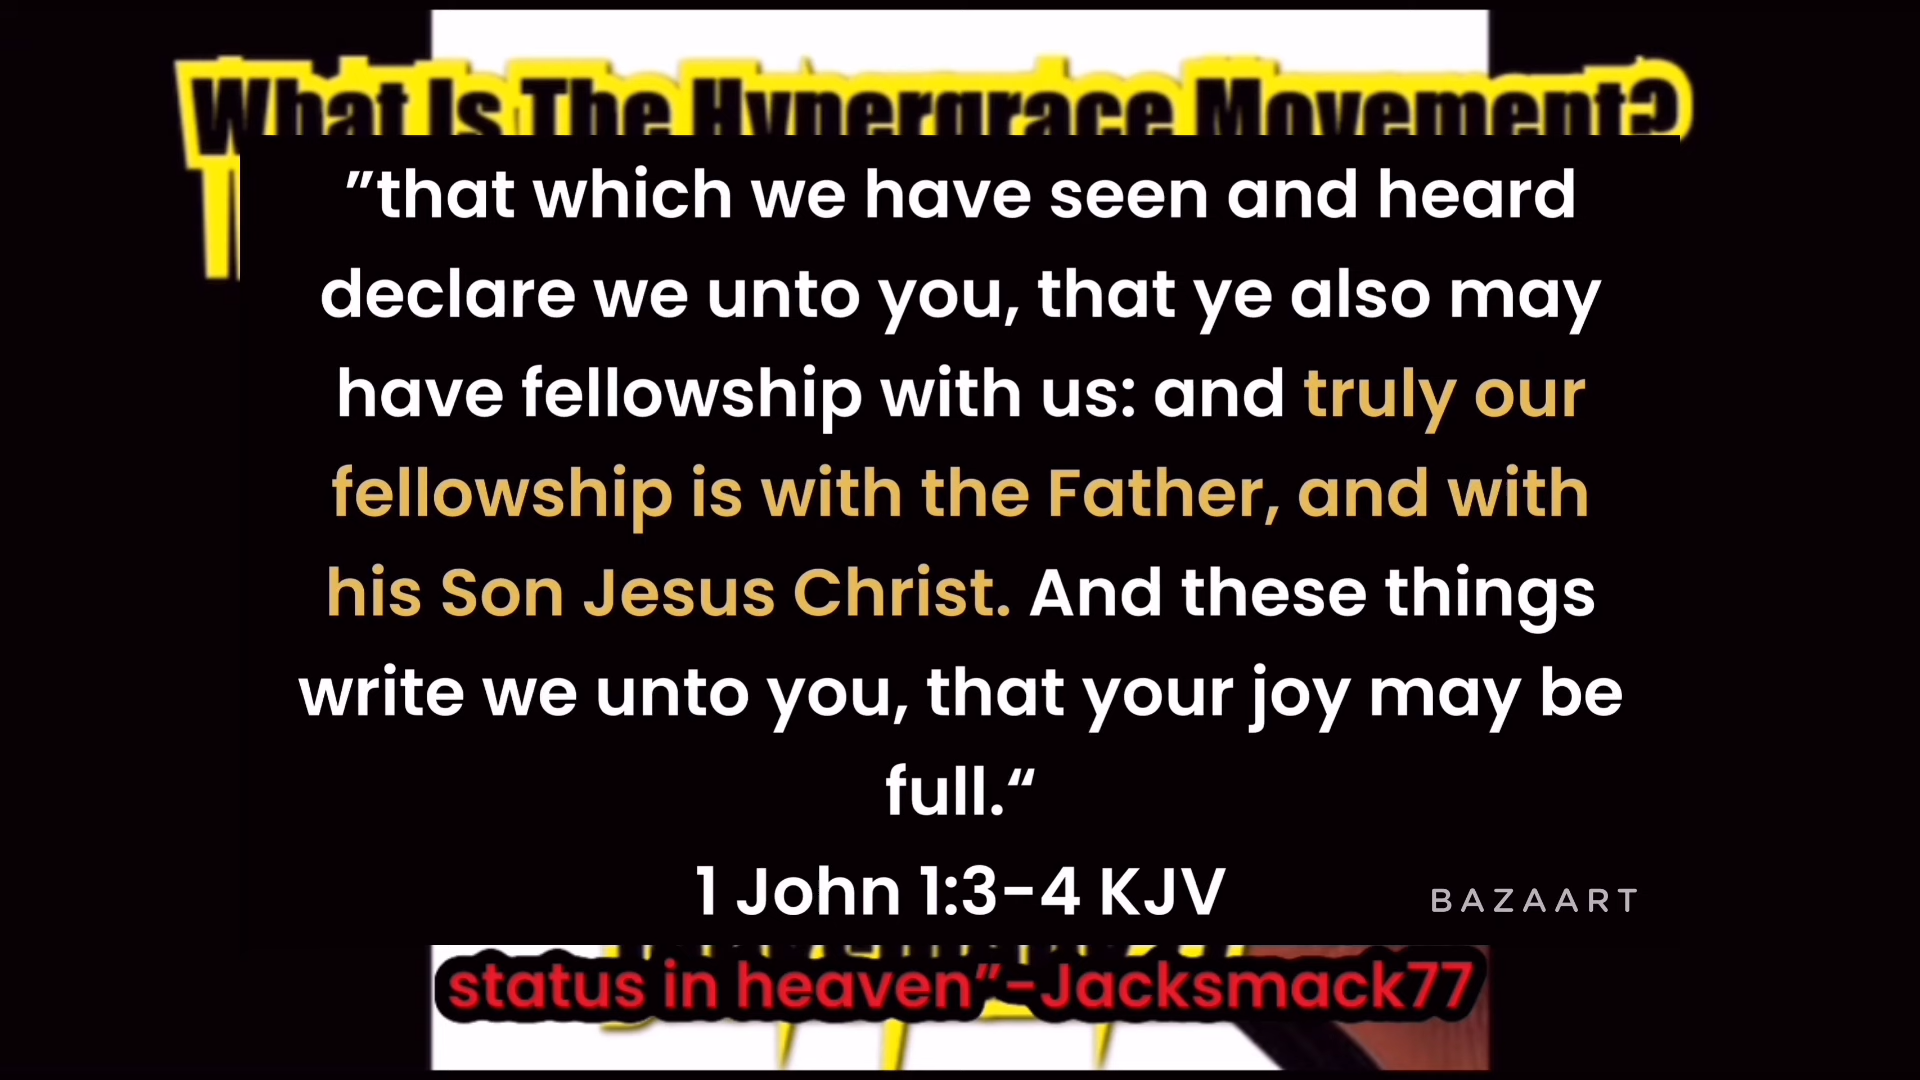 What Is The Hypergrace Movement?
”that which we have seen and heard
declare we unto you, that ye also may
have fellowship with us: and truly our
fellowship is with the Father, and with
his Son Jesus Christ. And these things
write we unto you, that your joy may be
full.“
1 John 1:3-4 KJV
BAZAART
status in heaven”-Jacksmack77